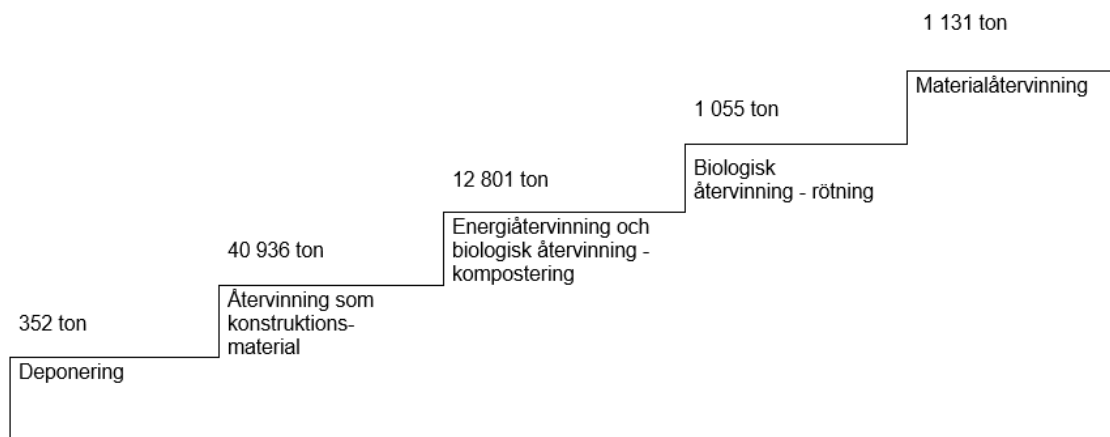 1 131 ton
Materialåtervinning
1 055 ton
Biologisk
återvinning - rötning
12 801 ton
Energiåtervinning och
biologisk återvinning -
kompostering
40 936 ton
Återvinning som
konstruktions-
material
352 ton
Deponering